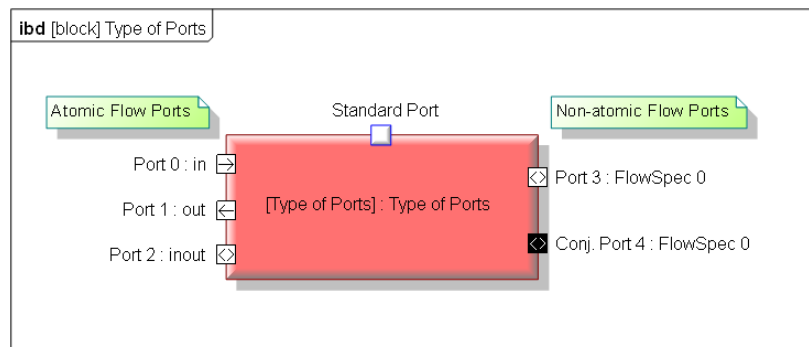 ibd [block] Type of Ports
Atomic Flow Ports
Standard Port
Non-atomic Flow Ports
Port 0 : in
Port 3 : FlowSpec 0
[Type of Ports] : Type of Ports
Port 1 : out
Conj. Port 4 : FlowSpec 0
Port 2 : inout